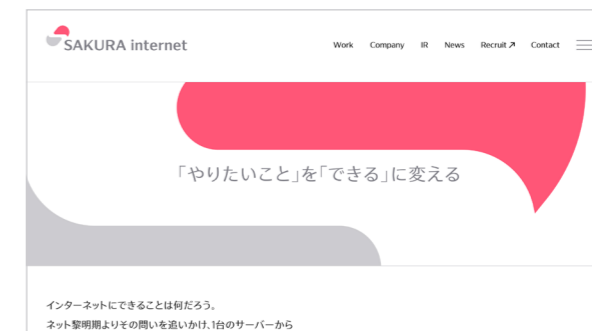 SAKURA internet
Work Company IR News Recruit Contact
「やりたいこと」を「できる」に変える
インターネットにできることは何だろう。
ネット黎明期よりその問いを追いかけ、1台のサーバーから